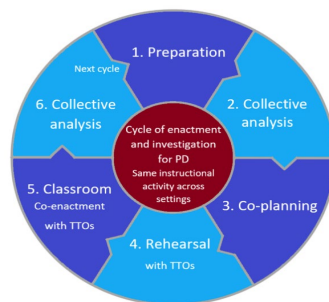 1. Preparation
Next cycle
2. Collective
analysis
3. Co-planning
4. Rehearsal
with TTOs
5. Classroom
Co-enactment
with TTOs
6. Collective
analysis
Cycle of enactment
and investigation
for PD
Same instructional
activity across
settings